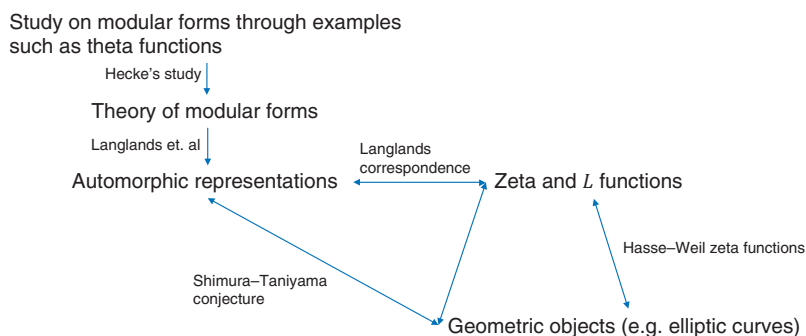 Study on modular forms through examples
such as theta functions
Hecke's study
Theory of modular forms
Langlands et. al
Langlands
correspondence
Automorphic representations
Zeta and L functions
Hasse–Weil zeta functions
Shimura–Taniyama
conjecture
Geometric objects (e.g. elliptic curves)